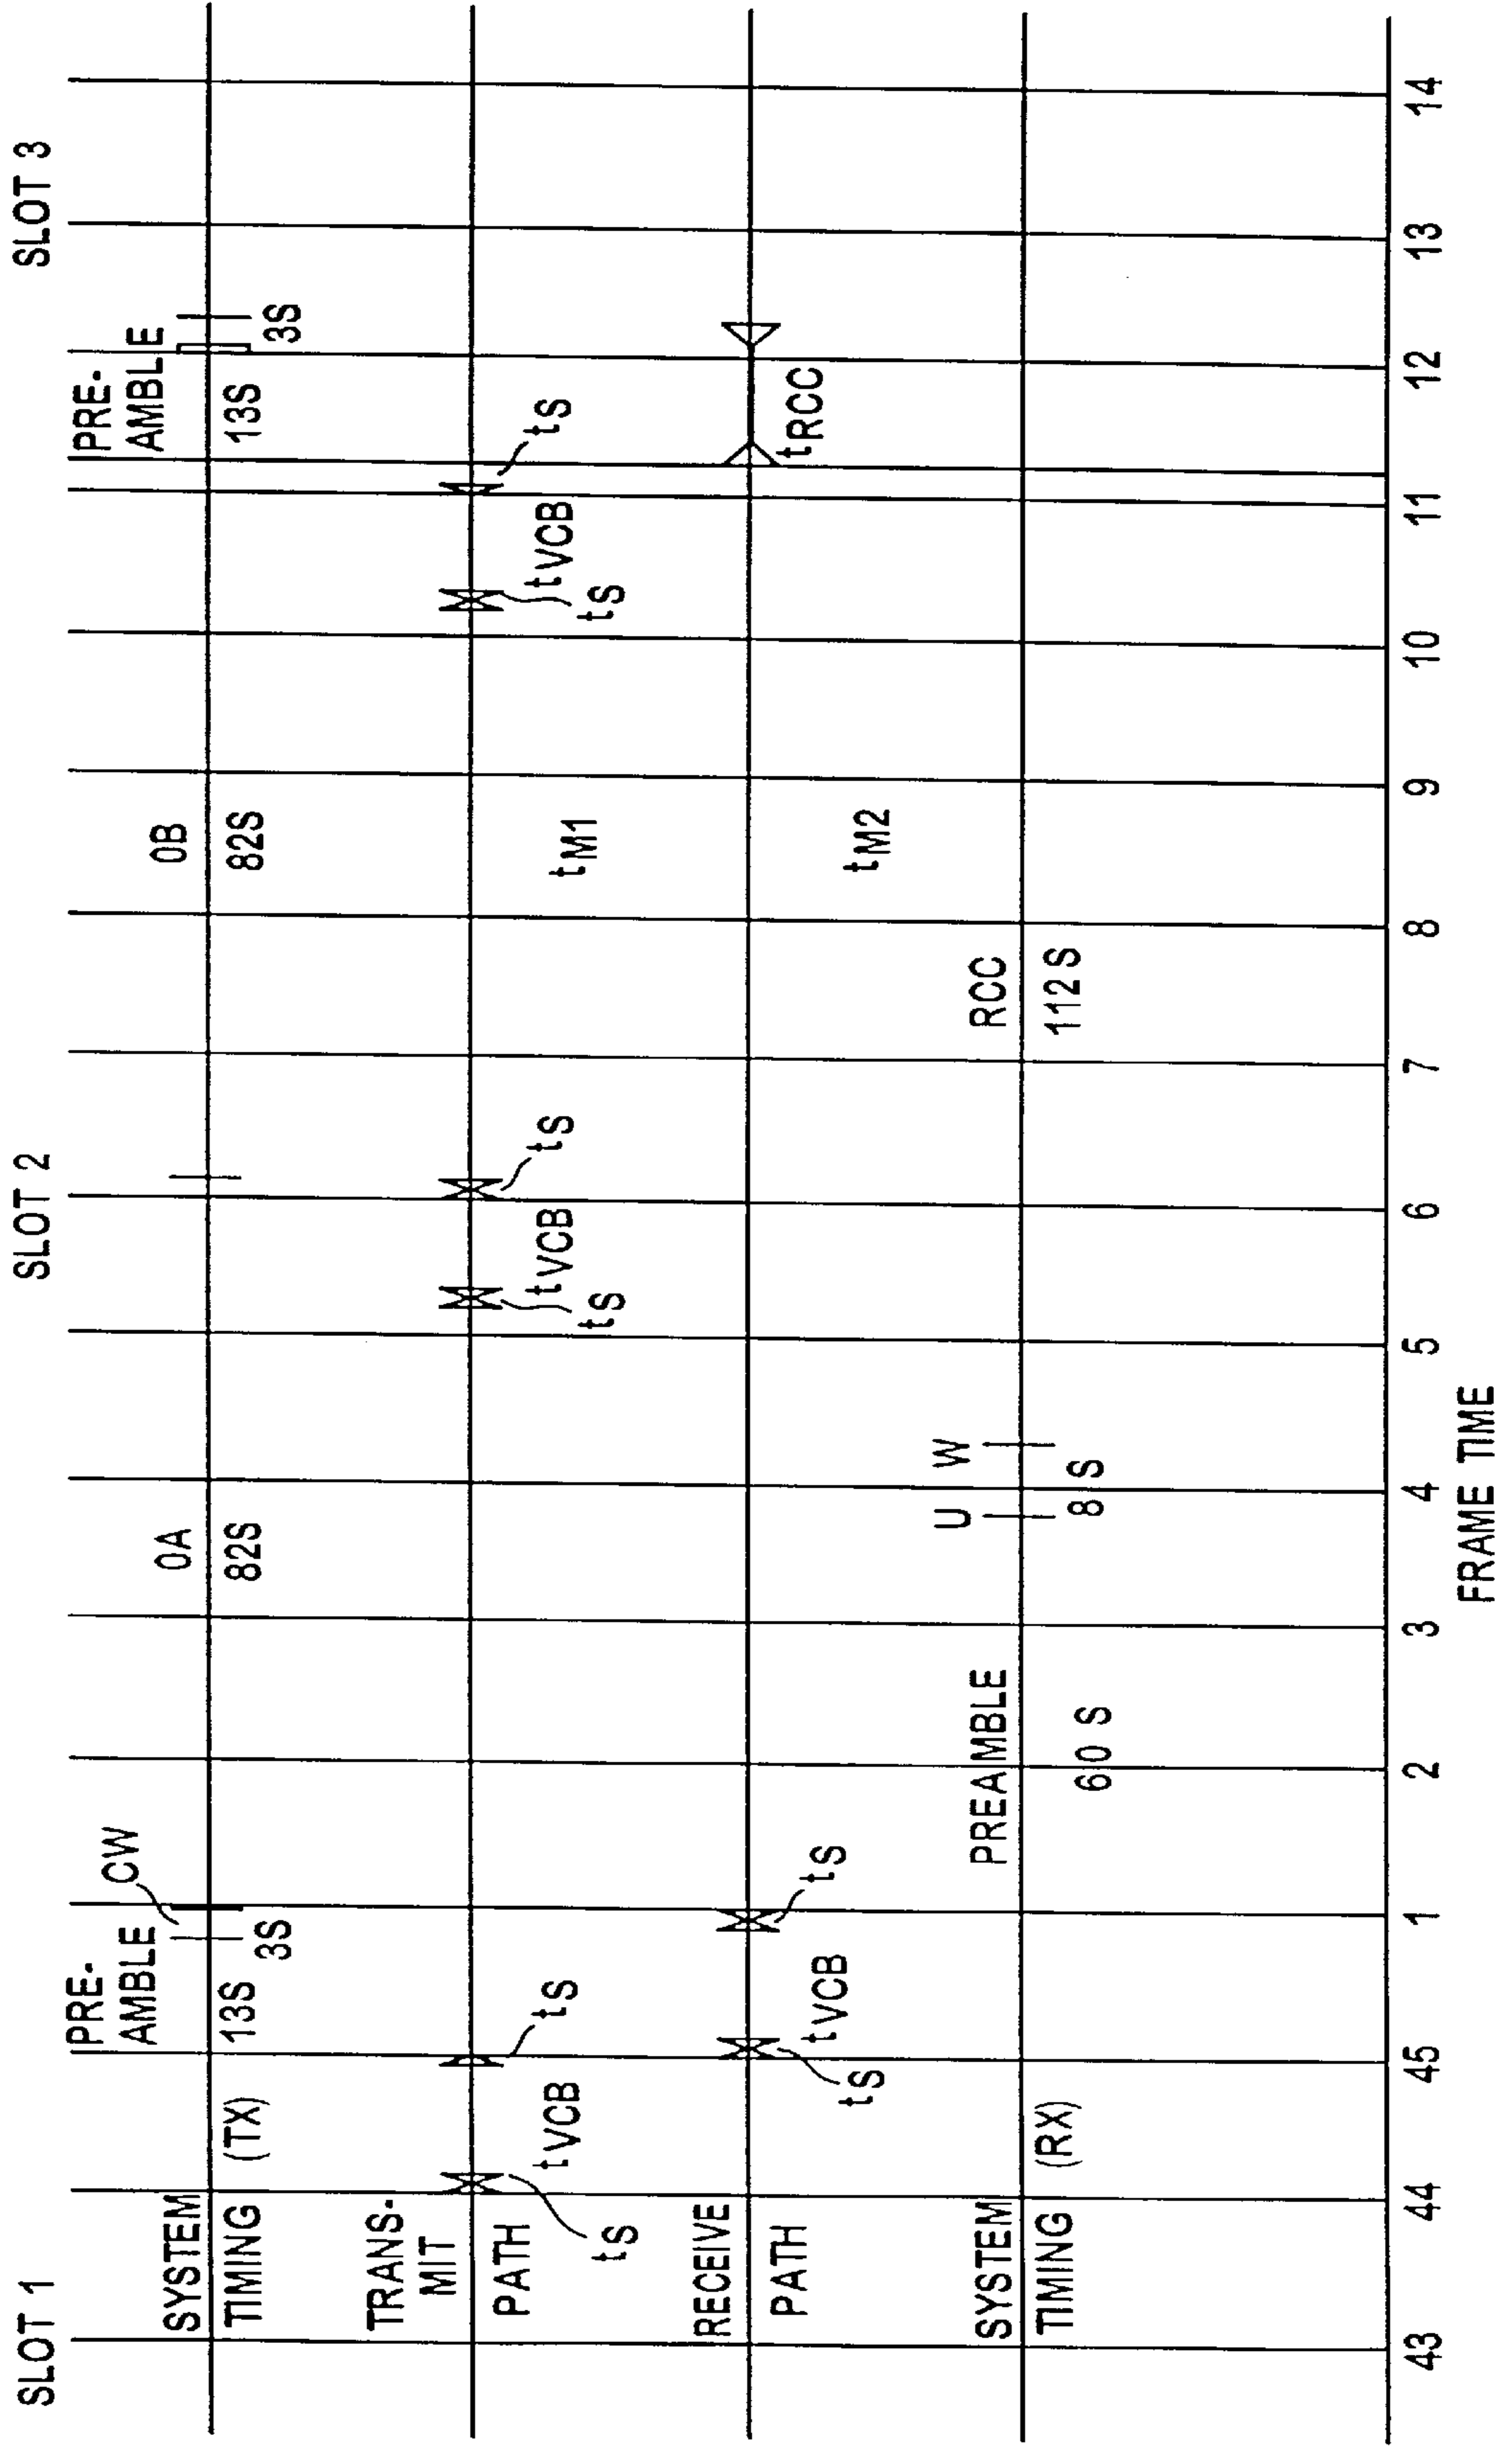 SLOT 1
SLOT 2
SLOT 3
PRE-
AMBLE
CW
0A
0B
PRE-
AMBLE
SYSTEM
TIMING (TX)
13S
3S
82S
82S
13S
3S
TRANS-
MIT
PATH
tS
tVCB
tS
tS
tVCB
tS
tM1
tS
tVCB
tS
RECEIVE
PATH
tS
tVCB
tS
tM2
tRCC
SYSTEM
TIMING (RX)
PREAMBLE
60 S
U
W
8 S
RCC
112 S
43 44 45 1 2 3 4 5 6 7 8 9 10 11 12 13 14
FRAME TIME